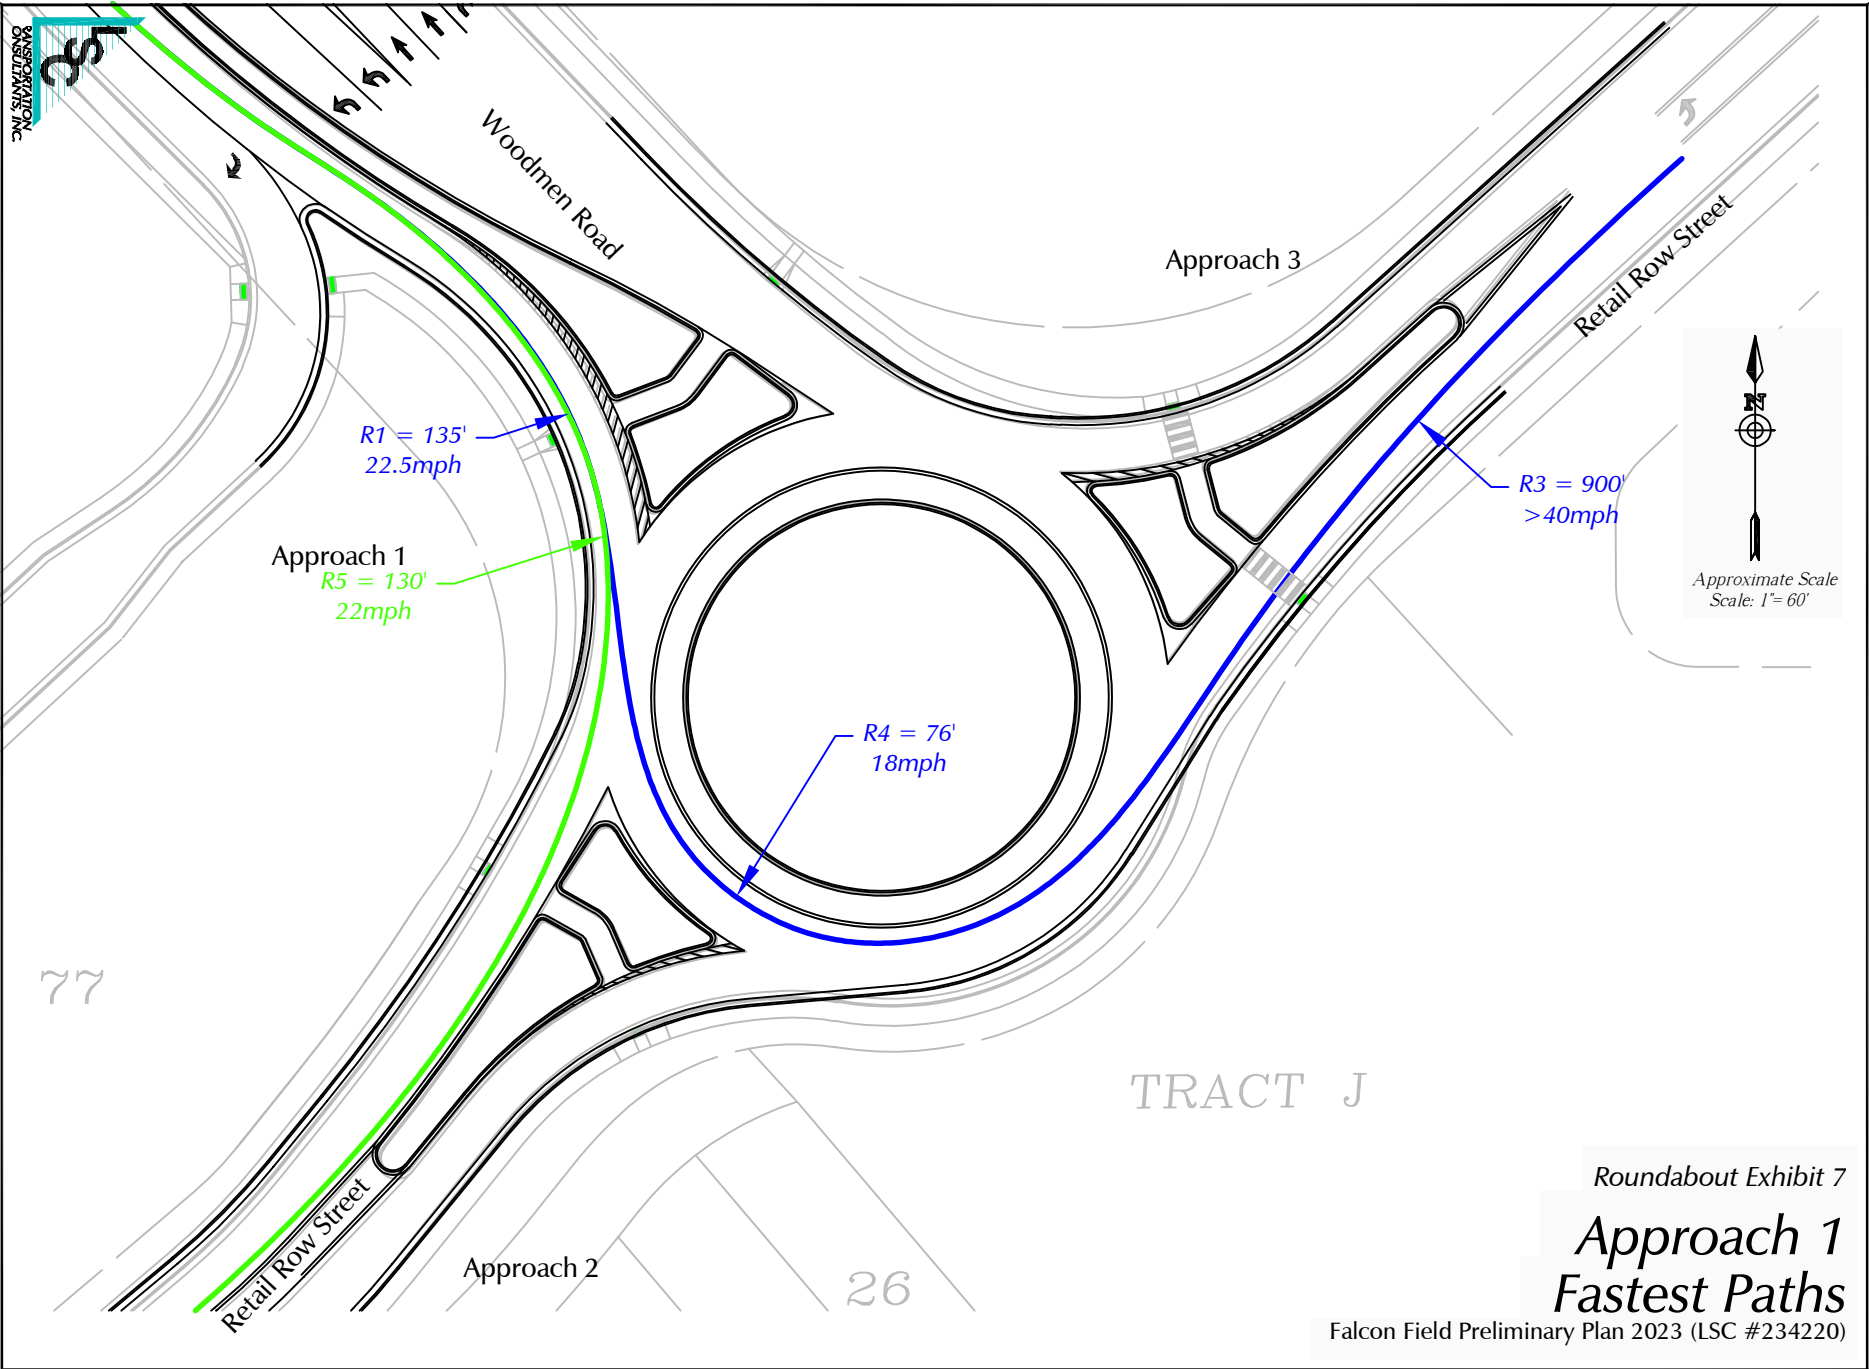 LSC
TRANSPORTATION
CONSULTANTS, INC.
Woodmen Road
Approach 3
Retail Row Street
R1 = 135'
22.5mph
R3 = 900'
>40mph
N
Approach 1
R5 = 130'
22mph
Approximate Scale
Scale: 1"= 60'
R4 = 76'
18mph
77
TRACT J
Retail Row Street
Approach 2
26
Roundabout Exhibit 7
Approach 1
Fastest Paths
Falcon Field Preliminary Plan 2023 (LSC #234220)